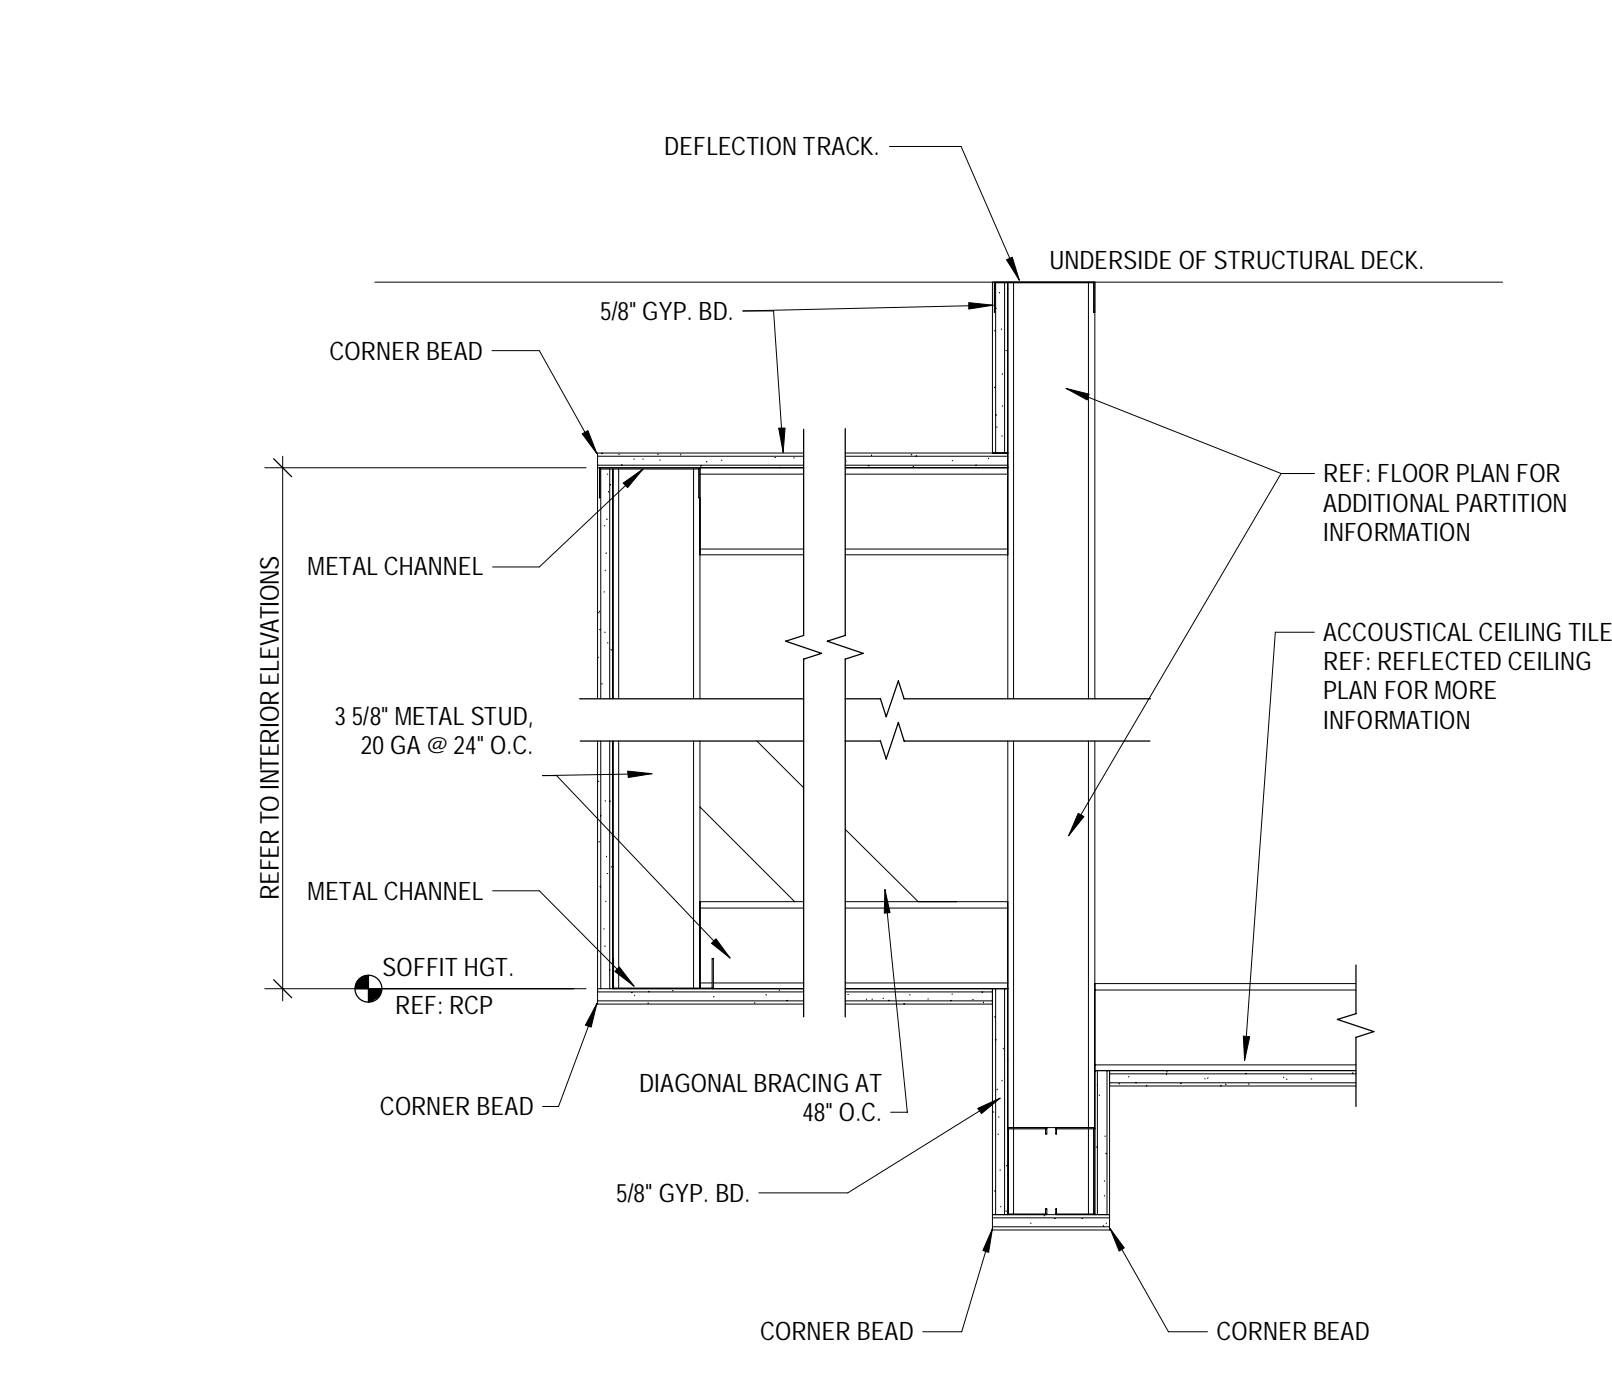 DEFLECTION TRACK.
UNDERSIDE OF STRUCTURAL DECK.
5/8" GYP. BD.
CORNER BEAD
REF: FLOOR PLAN FOR
ADDITIONAL PARTITION
INFORMATION
METAL CHANNEL
REFER TO INTERIOR ELEVATIONS
ACCOUSTICAL CEILING TILE
REF: REFLECTED CEILING
PLAN FOR MORE
INFORMATION
3 5/8" METAL STUD,
20 GA @ 24" O.C.
METAL CHANNEL
SOFFIT HGT.
REF: RCP
DIAGONAL BRACING AT
48" O.C.
CORNER BEAD
5/8" GYP. BD.
CORNER BEAD
CORNER BEAD